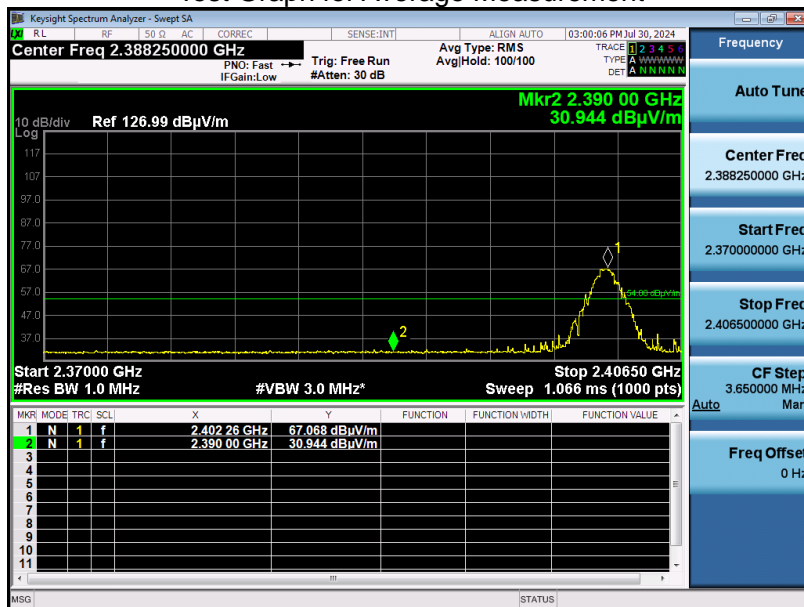 Test Graph for Average Measurement
Keysight Spectrum Analyzer - Swept SA
LXI RL RF 50 Ω AC CORREC SENSE:INT ALIGN AUTO 03:00:06 PM Jul 30, 2024
Center Freq 2.388250000 GHz
PNO: Fast
IFGain:Low
Trig: Free Run
#Atten: 30 dB
Avg Type: RMS
Avg|Hold: 100/100
TRACE 1 2 3 4 5 6
TYPE A WWWWW
DET A N N N N N
Mkr2 2.390 00 GHz
30.944 dBµV/m
10 dB/div Ref 126.99 dBµV/m
Log
117
107
97.0
87.0
77.0
67.0
57.0
47.0
37.0
1
54.00 dBµV/m
2
Start 2.37000 GHz Stop 2.40650 GHz
#Res BW 1.0 MHz #VBW 3.0 MHz* Sweep 1.066 ms (1000 pts)
MKR MODE TRC SCL X Y FUNCTION FUNCTION WIDTH FUNCTION VALUE
1 N 1 f 2.402 26 GHz 67.068 dBµV/m
2 N 1 f 2.390 00 GHz 30.944 dBµV/m
3
4
5
6
7
8
9
10
11
MSG STATUS
Frequency
Auto Tune
Center Freq
2.388250000 GHz
Start Freq
2.370000000 GHz
Stop Freq
2.406500000 GHz
CF Step
3.650000 MHz
Auto Man
Freq Offset
0 Hz